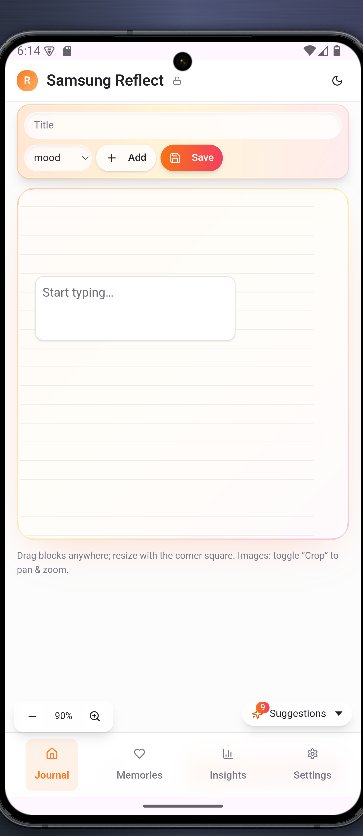 6:14
R Samsung Reflect
Title
mood + Add Save
Start typing...
Drag blocks anywhere; resize with the corner square. Images: toggle "Crop" to
pan & zoom.
90%
9 Suggestions
Journal Memories Insights Settings